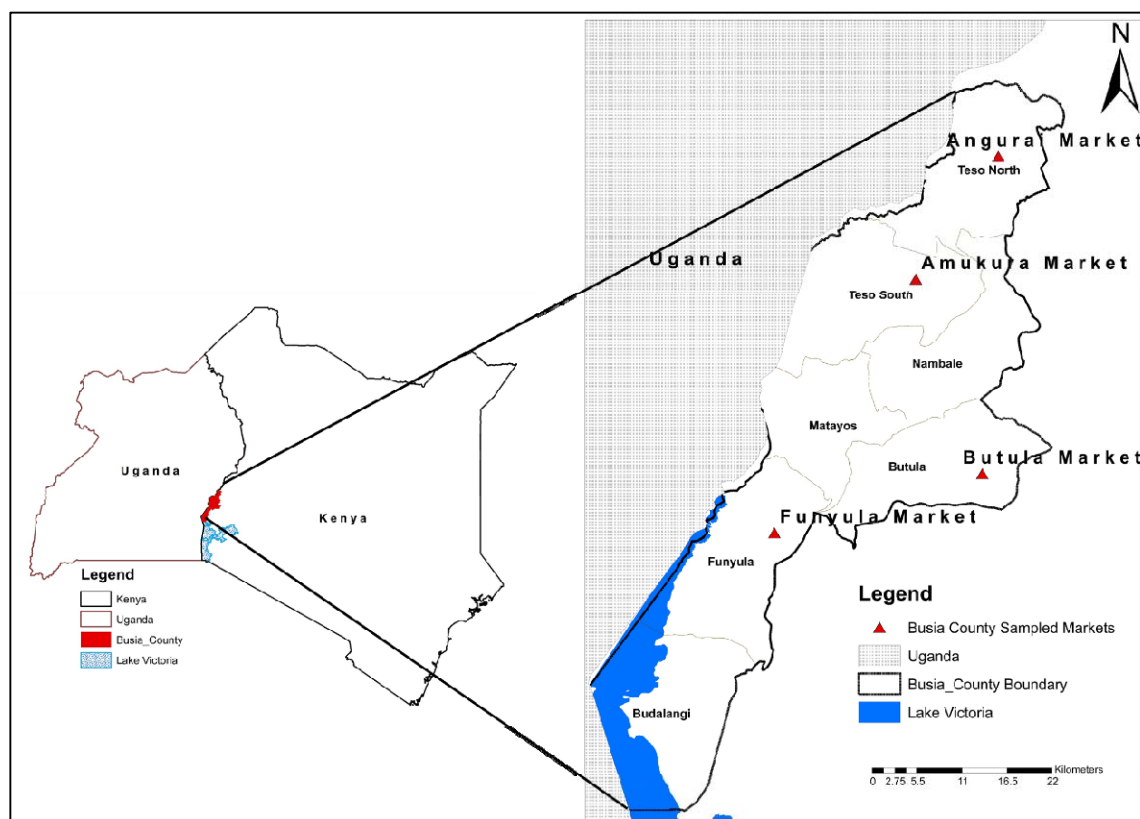 N
Angurai Market
Teso North
Uganda
Amukura Market
Teso South
Nambale
Matayos
Butula Market
Butula
Funyula Market
Funyula
Budalangi
Uganda
Kenya
Legend
Kenya
Uganda
Busia_County
Lake Victoria
Legend
Busia County Sampled Markets
Uganda
Busia_County Boundary
Lake Victoria
Kilometers
0 2.75 5.5 11 16.5 22